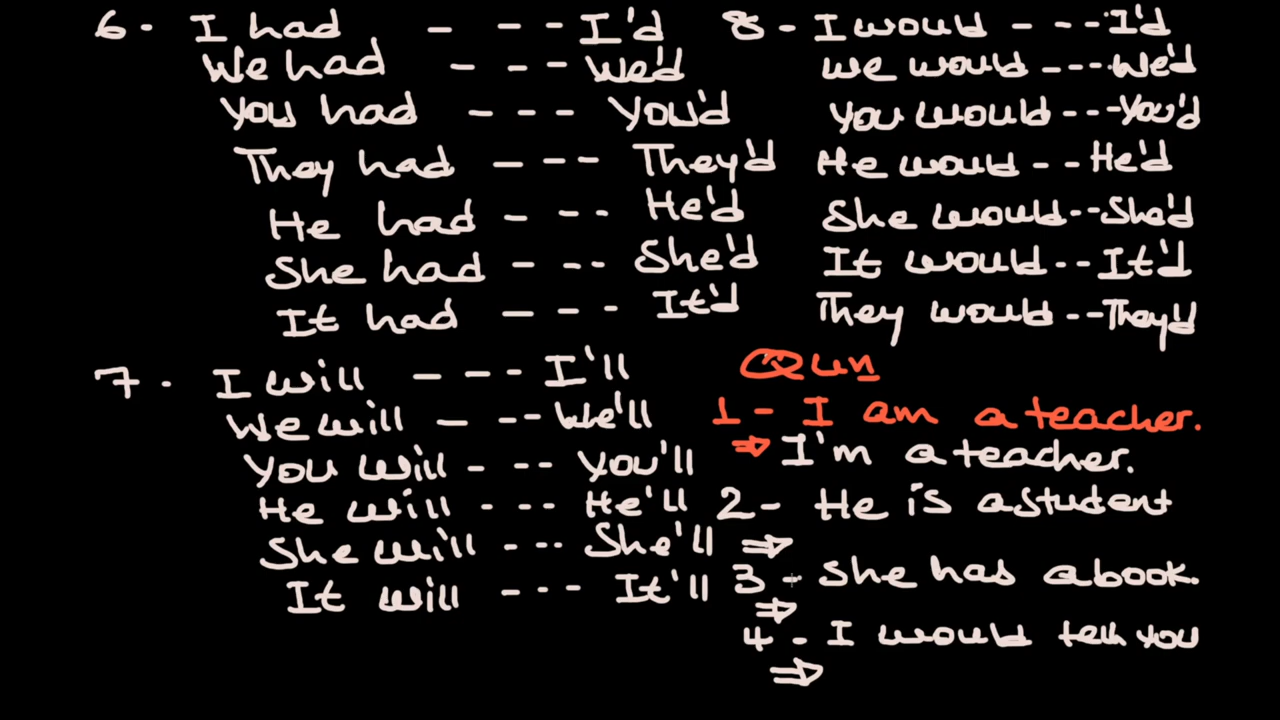 6- I had - - - I'd
We had - - - We'd
You had - - - You'd
They had - - - They'd
He had - - - He'd
She had - - - She'd
It had - - - It'd
7- I will - - - I'll
We will - - - We'll
You will - - - You'll
He will - - - He'll
She will - - - She'll
It will - - - It'll
8- I would - - - I'd
We would - - - We'd
You would - - - You'd
He would - - He'd
She would - - She'd
It would - - It'd
They would - - They'd
Qun
1- I am a teacher.
⇒ I'm a teacher.
2- He is a student
⇒
3- She has a book.
⇒
4- I would tell you
⇒